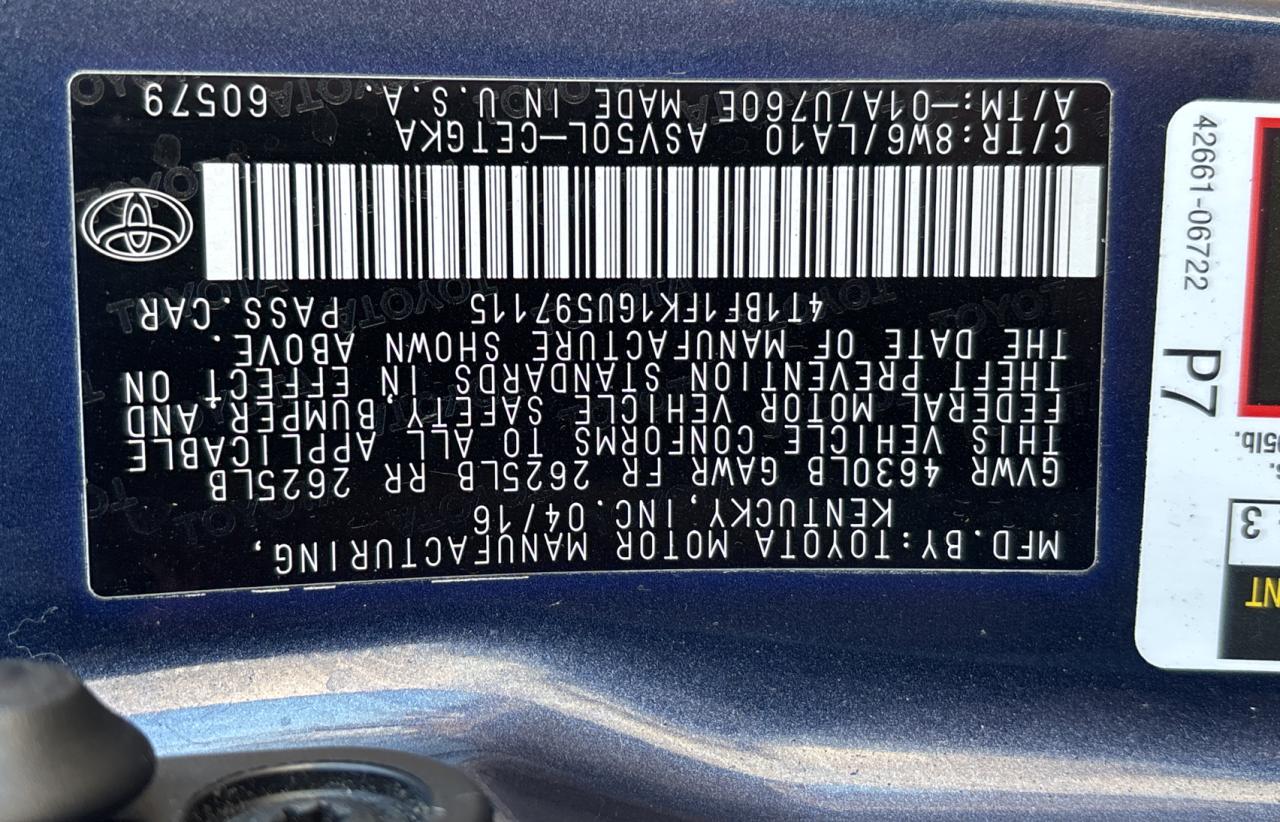 MFD.BY:TOYOTA MOTOR MANUFACTURING,
KENTUCKY,INC.04/16
GVWR 4630LB GAWR FR 2625LB RR 2625LB
THIS VEHICLE CONFORMS TO ALL APPLICABLE
FEDERAL MOTOR VEHICLE SAFETY,BUMPER,AND
THEFT PREVENTION STANDARDS IN EFFECT ON
THE DATE OF MANUFACTURE SHOWN ABOVE.
4T1BF1FK1GU597115 PASS.CAR
C/TR:8W6/LA10 ASV50L-CETGKA
A/TM:-01A/U760E MADE IN U.S.A. 60579
42661-06722
P7
5lb.
3
NT